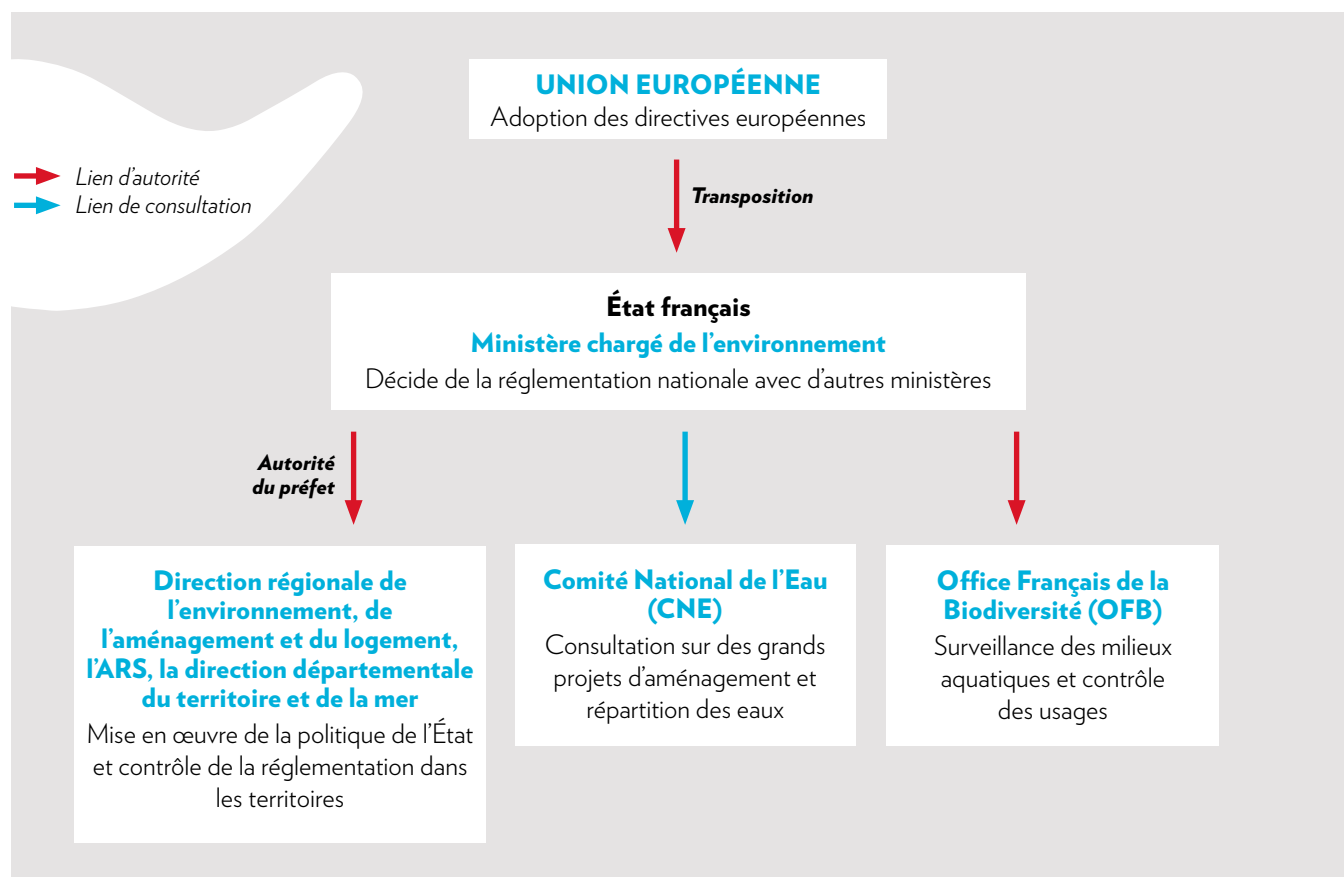 UNION EUROPÉENNE
Adoption des directives européennes
Lien d'autorité
Lien de consultation
Transposition
État français
Ministère chargé de l'environnement
Décide de la réglementation nationale avec d'autres ministères
Autorité
du préfet
Direction régionale de
l'environnement, de
l'aménagement et du logement,
l'ARS, la direction départementale
du territoire et de la mer
Mise en œuvre de la politique de l'État
et contrôle de la réglementation dans
les territoires
Comité National de l'Eau
(CNE)
Consultation sur des grands
projets d'aménagement et
répartition des eaux
Office Français de la
Biodiversité (OFB)
Surveillance des milieux
aquatiques et contrôle
des usages